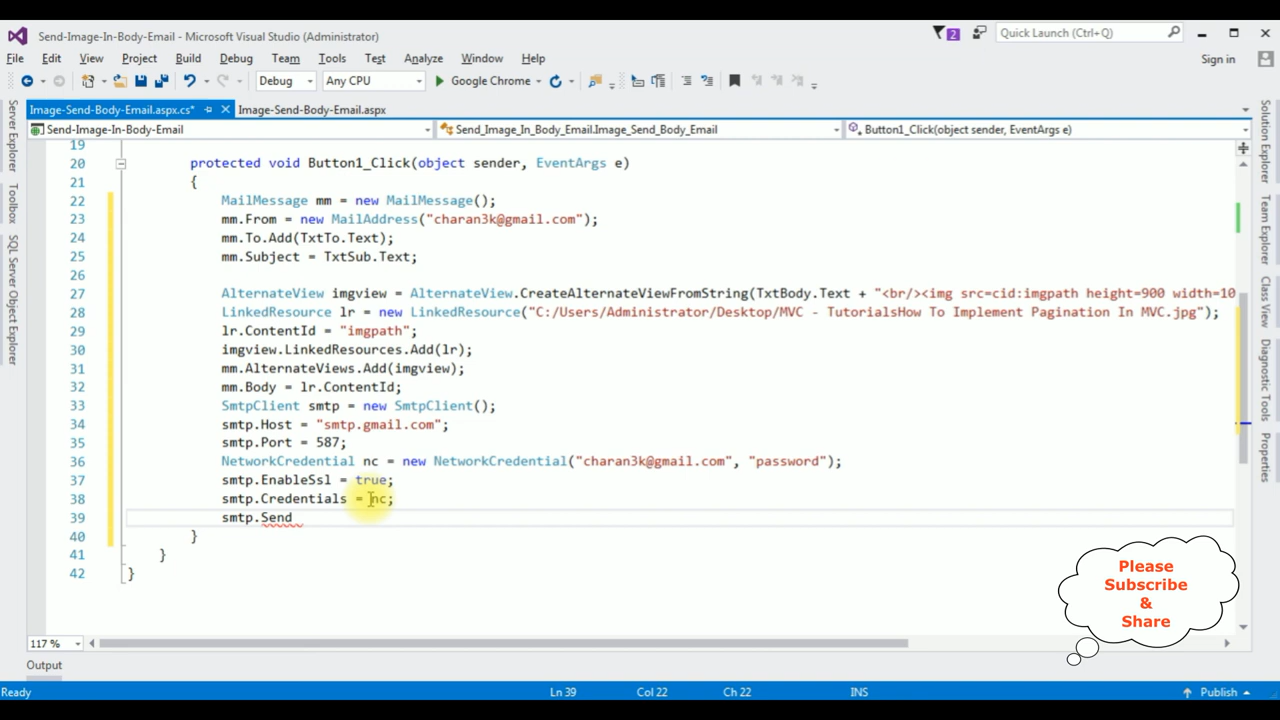 Send-Image-In-Body-Email - Microsoft Visual Studio (Administrator)
2
Quick Launch (Ctrl+Q)
File Edit View Project Build Debug Team Tools Test Analyze Window Help
Sign in
Debug Any CPU Google Chrome
Image-Send-Body-Email.aspx.cs* Image-Send-Body-Email.aspx
Send-Image-In-Body-Email Send_Image_In_Body_Email.Image_Send_Body_Email Button1_Click(object sender, EventArgs e)
Server Explorer
Toolbox
SQL Server Object Explorer
19
20 protected void Button1_Click(object sender, EventArgs e)
21 {
22 MailMessage mm = new MailMessage();
23 mm.From = new MailAddress("charan3k@gmail.com");
24 mm.To.Add(TxtTo.Text);
25 mm.Subject = TxtSub.Text;
26
27 AlternateView imgview = AlternateView.CreateAlternateViewFromString(TxtBody.Text + "<br/><img src=cid:imgpath height=900 width=10
28 LinkedResource lr = new LinkedResource("C:/Users/Administrator/Desktop/MVC - TutorialsHow To Implement Pagination In MVC.jpg");
29 lr.ContentId = "imgpath";
30 imgview.LinkedResources.Add(lr);
31 mm.AlternateViews.Add(imgview);
32 mm.Body = lr.ContentId;
33 SmtpClient smtp = new SmtpClient();
34 smtp.Host = "smtp.gmail.com";
35 smtp.Port = 587;
36 NetworkCredential nc = new NetworkCredential("charan3k@gmail.com", "password");
37 smtp.EnableSsl = true;
38 smtp.Credentials = nc;
39 smtp.Send
40 }
41 }
42 }
Solution Explorer
Team Explorer
Class View
Diagnostic Tools
Properties
Please
Subscribe
&
Share
117 %
Output
Ready Ln 39 Col 22 Ch 22 INS Publish